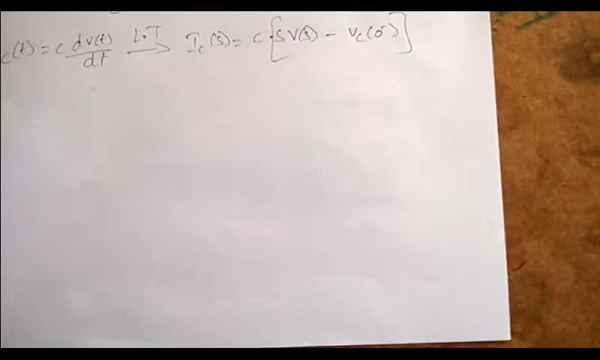 c(t) = c dv(t)/dt L.T → I_c(s) = c [s V(s) - v_c(0⁻)]